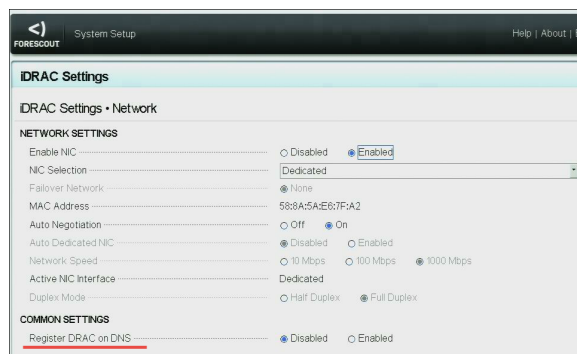 <) FORESCOUT System Setup Help | About |
iDRAC Settings
iDRAC Settings • Network
NETWORK SETTINGS
Enable NIC Disabled Enabled
NIC Selection Dedicated
Failover Network None
MAC Address 58:8A:5A:E6:7F:A2
Auto Negotiation Off On
Auto Dedicated NIC Disabled Enabled
Network Speed 10 Mbps 100 Mbps 1000 Mbps
Active NIC Interface Dedicated
Duplex Mode Half Duplex Full Duplex
COMMON SETTINGS
Register DRAC on DNS Disabled Enabled